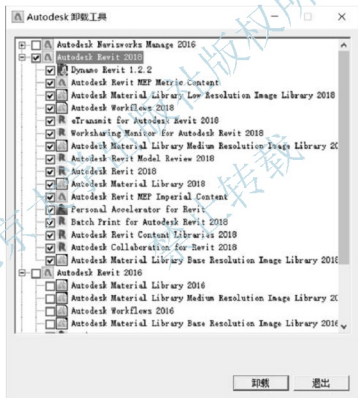 Autodesk 卸载工具
Autodesk Navisworks Manage 2016
Autodesk Revit 2018
Dynamo Revit 1.2.2
Autodesk Revit MEP Metric Content
Autodesk Material Library Low Resolution Image Library 2018
Autodesk Workflows 2018
eTransmit for Autodesk Revit 2018
Worksharing Monitor for Autodesk Revit 2018
Autodesk Material Library Medium Resolution Image Library 20
Autodesk Revit Model Review 2018
Autodesk Revit 2018
Autodesk Material Library 2018
Autodesk Revit MEP Imperial Content
Personal Accelerator for Revit
Batch Print for Autodesk Revit 2018
Autodesk Revit Content Libraries 2018
Autodesk Collaboration for Revit 2018
Autodesk Material Library Base Resolution Image Library 2018
Autodesk Revit 2016
Autodesk Material Library 2016
Autodesk Material Library Medium Resolution Image Library 20
Autodesk Workflows 2016
Autodesk Material Library Base Resolution Image Library 2016
卸载
退出